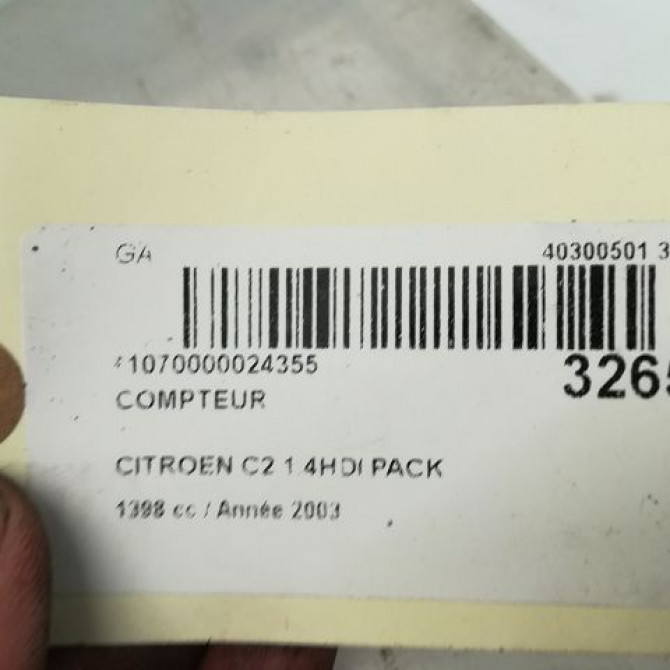 GA 40300501 3
1070000024355
3265
COMPTEUR
CITROEN C2 1.4HDI PACK
1398 cc / Année 2003